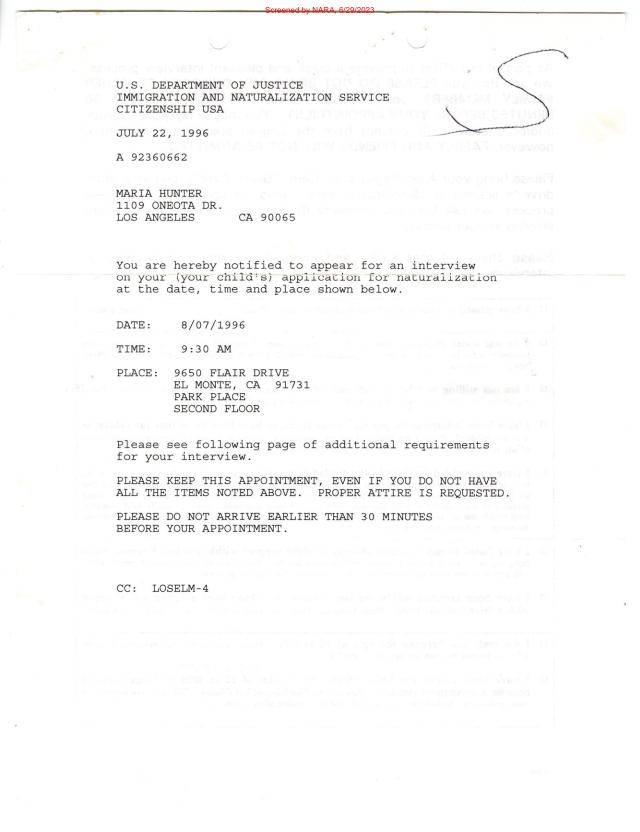 Screened by NARA, 6/29/2023
U.S. DEPARTMENT OF JUSTICE
IMMIGRATION AND NATURALIZATION SERVICE
CITIZENSHIP USA
JULY 22, 1996
A 92360662
MARIA HUNTER
1109 ONEOTA DR.
LOS ANGELES CA 90065
You are hereby notified to appear for an interview
on your (your child's) application for naturalization
at the date, time and place shown below.
DATE: 8/07/1996
TIME: 9:30 AM
PLACE: 9650 FLAIR DRIVE
EL MONTE, CA 91731
PARK PLACE
SECOND FLOOR
Please see following page of additional requirements
for your interview.
PLEASE KEEP THIS APPOINTMENT, EVEN IF YOU DO NOT HAVE
ALL THE ITEMS NOTED ABOVE. PROPER ATTIRE IS REQUESTED.
PLEASE DO NOT ARRIVE EARLIER THAN 30 MINUTES
BEFORE YOUR APPOINTMENT.
CC: LOSELM-4